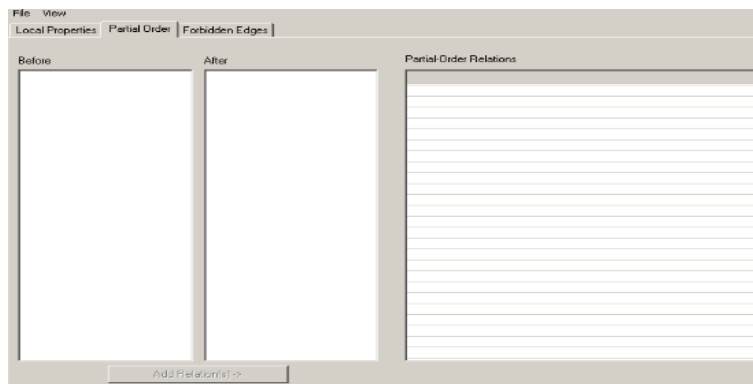 File View
Local Properties Partial Order Forbidden Edges
Before After Partial-Order Relations
Add Relation(s) ->